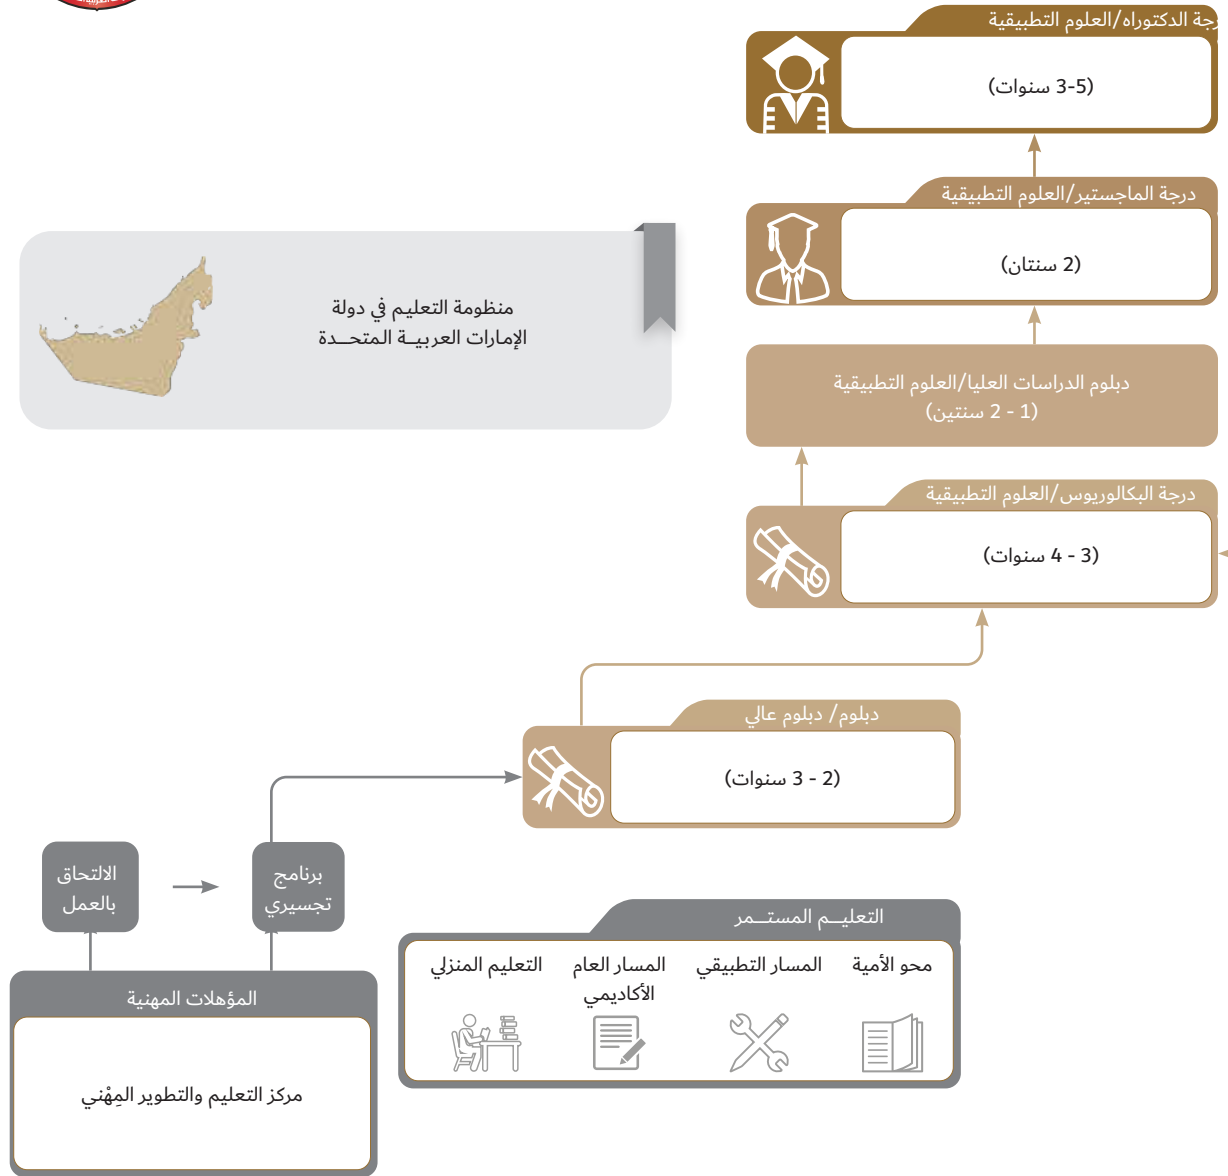 رجة الدكتوراه/العلوم التطبيقية
(3-5 سنوات)
درجة الماجستير/العلوم التطبيقية
(2 سنتان)
منظومة التعليم في دولة
الإمارات العربيــة المتحــدة
دبلوم الدراسات العليا/العلوم التطبيقية
(1 - 2 سنتين)
درجة البكالوريوس/العلوم التطبيقية
(3 - 4 سنوات)
دبلوم/ دبلوم عالي
(2 - 3 سنوات)
برنامج
تجسيري
الالتحاق
بالعمل
التعليــم المستــمر
محو الأمية
المسار التطبيقي
المسار العام
الأكاديمي
التعليم المنزلي
المؤهلات المهنية
مركز التعليم والتطوير المِهْني